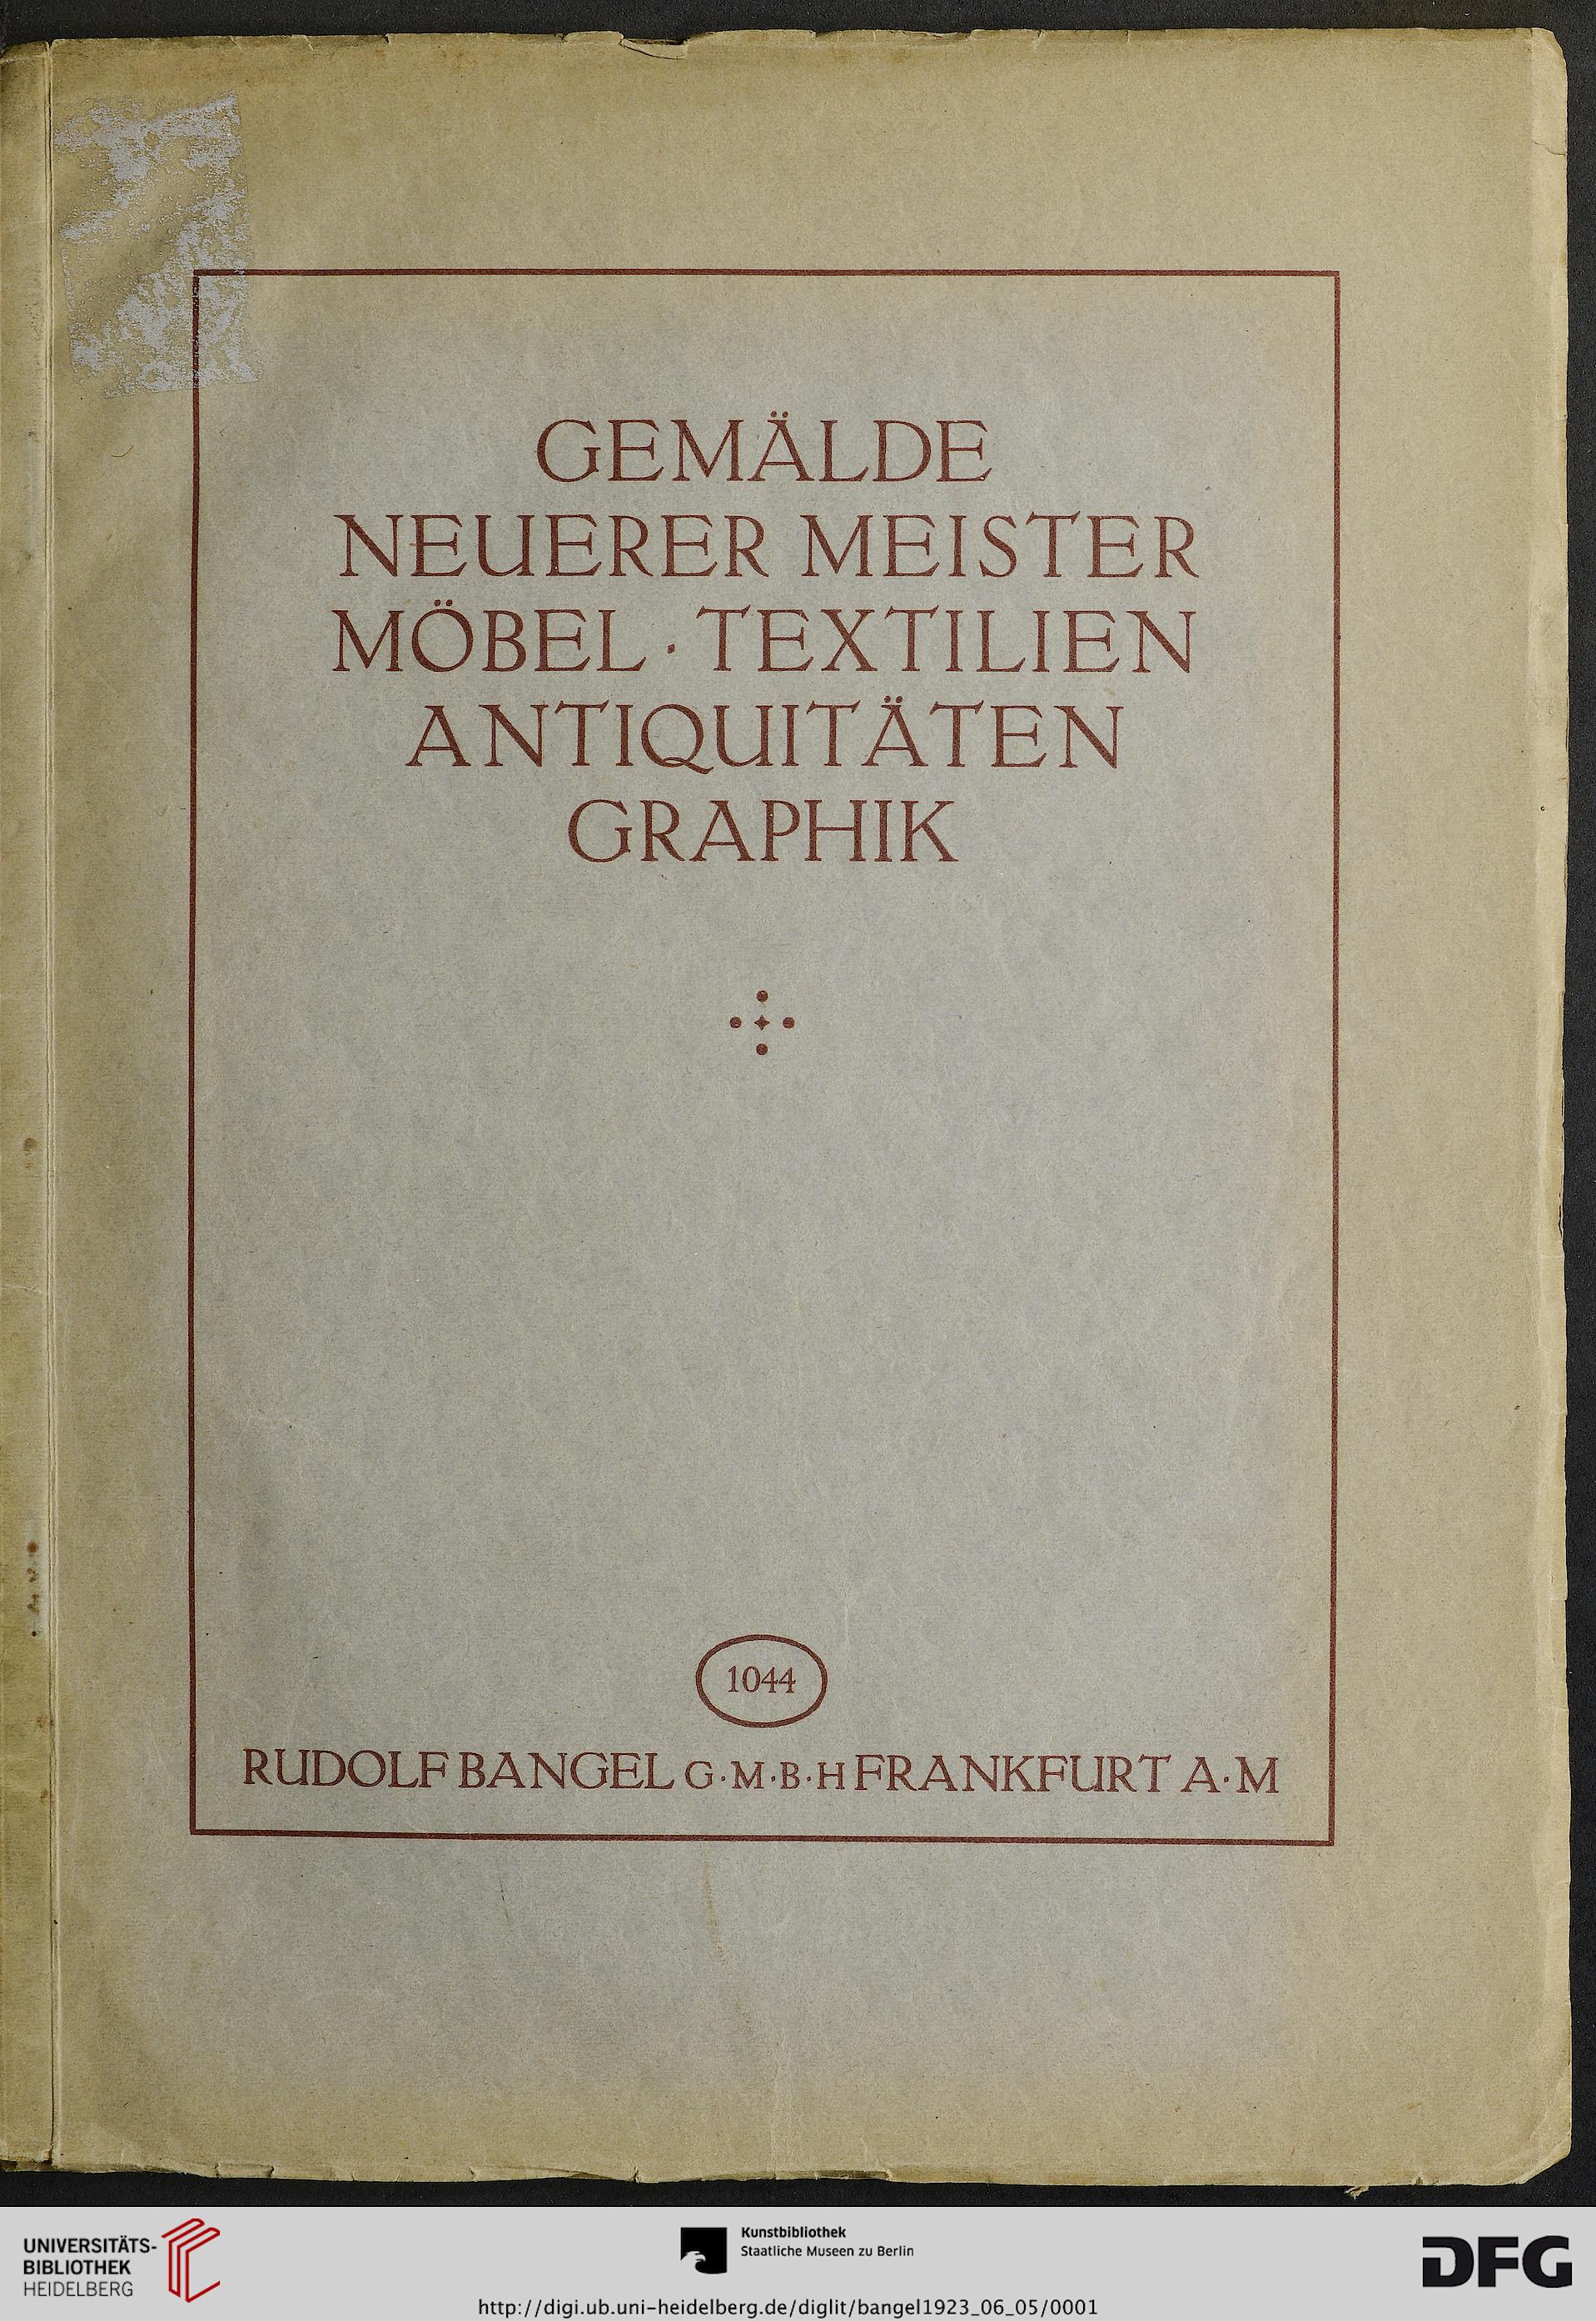 GEMÄLDE
NEUERER MEISTER
MÖBEL · TEXTILIEN
ANTIQUITÄTEN
GRAPHIK
1044
RUDOLF BANGEL G·M·B·H FRANKFURT A·M
UNIVERSITÄTS-
BIBLIOTHEK
HEIDELBERG
Kunstbibliothek
Staatliche Museen zu Berlin
DFG
http://digi.ub.uni-heidelberg.de/diglit/bangel1923_06_05/0001